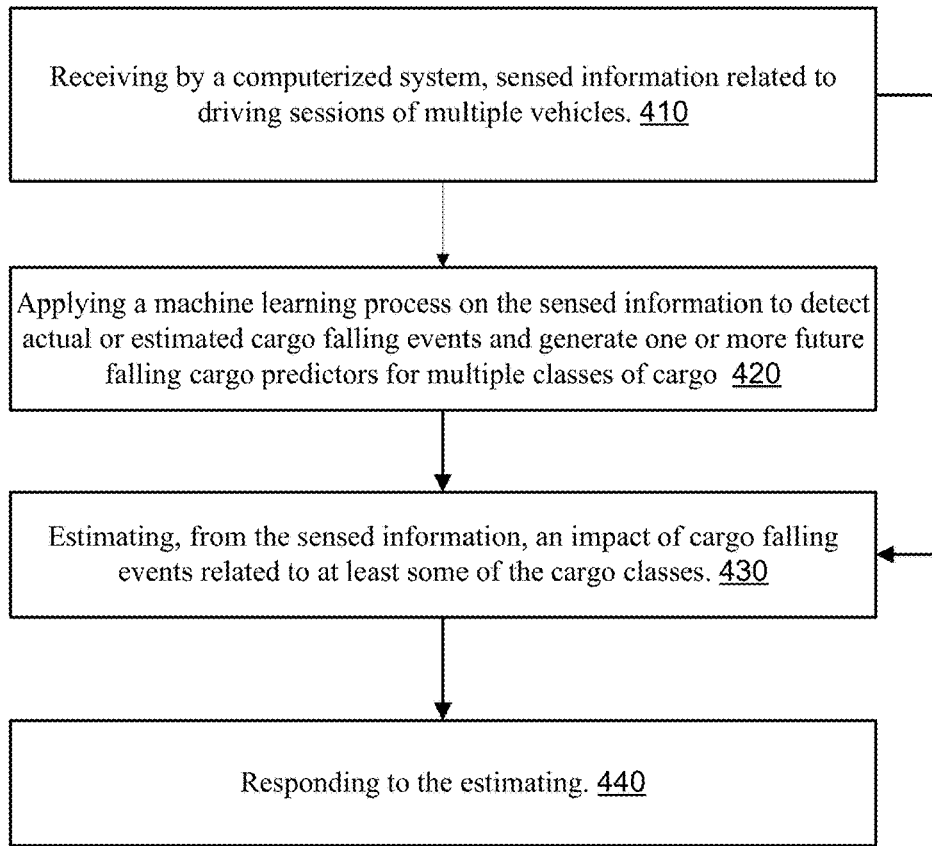 Receiving by a computerized system, sensed information related to
driving sessions of multiple vehicles. 410
Applying a machine learning process on the sensed information to detect
actual or estimated cargo falling events and generate one or more future
falling cargo predictors for multiple classes of cargo 420
Estimating, from the sensed information, an impact of cargo falling
events related to at least some of the cargo classes. 430
Responding to the estimating. 440